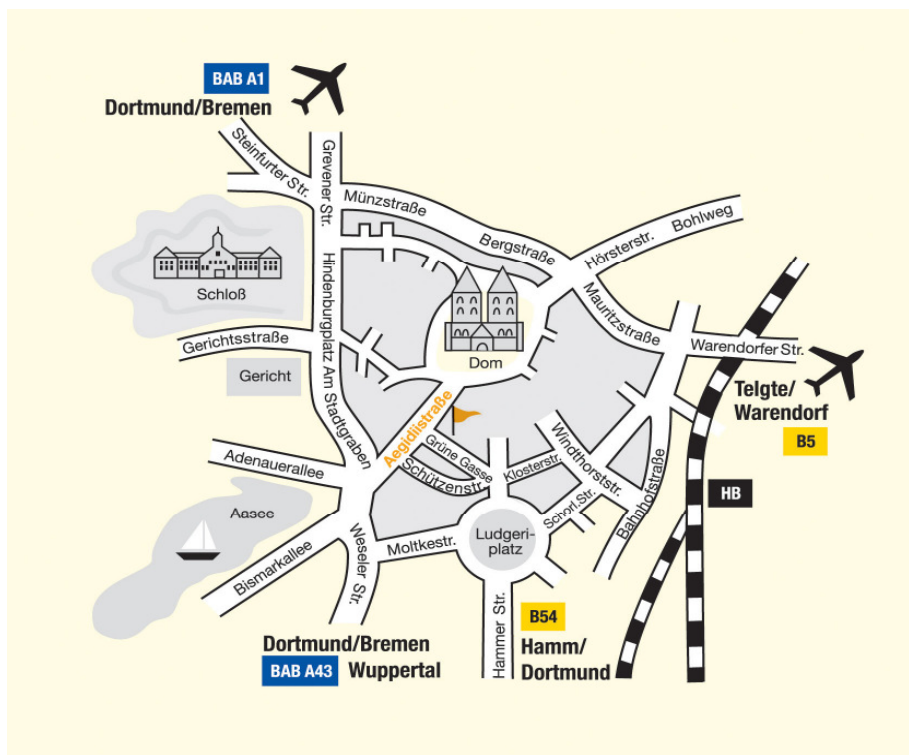 BAB A1
Dortmund/Bremen
Steinfurter Str.
Grevener Str.
Münzstraße
Bergstraße
Hörsterstr.
Bohlweg
Schloß
Hindenburgplatz
Mauritzstraße
Gerichtsstraße
Warendorfer Str.
Dom
Gericht
Am Stadtgraben
Telgte/
Warendorf
B5
Aegidiistraße
Grüne Gasse
Windthorststr.
Adenauerallee
Schützenstr.
Klosterstr.
HB
Aasee
Schorl.Str.
Bahnhofstraße
Ludgeri-
platz
Moltkestr.
Weseler Str.
Bismarkallee
Hammer Str.
B54
Dortmund/Bremen
Hamm/
BAB A43
Wuppertal
Dortmund